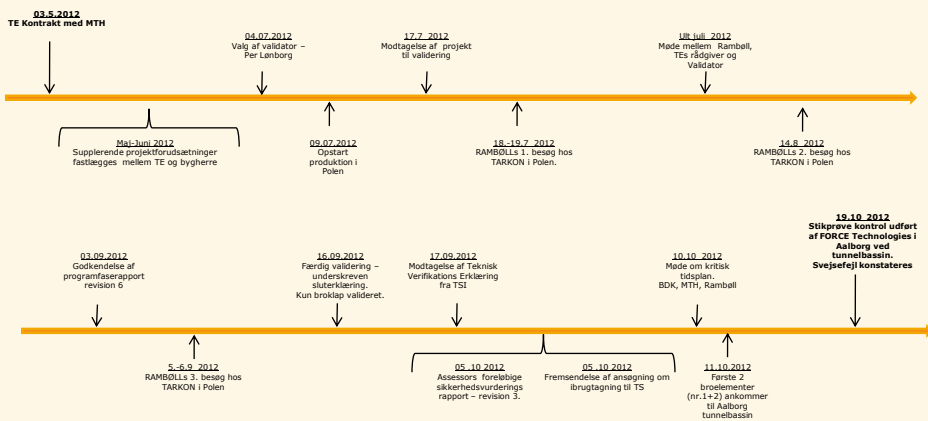 03.5.2012
TE Kontrakt med MTH
04.07.2012
Valg af validator –
Per Lønborg
17.7  2012
Modtagelse af  projekt
til validering
Ult juli  2012
Møde mellem  Rambøll,
TEs rådgiver og
Validator
Maj-Juni 2012
Supplerende projektforudsætninger
fastlægges  mellem TE og bygherre
09.07.2012
Opstart
produktion i
Polen
18.-19.7  2012
RAMBØLLs 1. besøg hos
TARKON i Polen.
14.8  2012
RAMBØLLs 2. besøg hos
TARKON i Polen
03.09.2012
Godkendelse af
programfaserapport
revision 6
16.09.2012
Færdig validering –
underskreven
sluterklæring.
Kun broklap valideret.
17.09.2012
Modtagelse af Teknisk
Verifikations Erklæring
fra TSI
10.10 2012
Møde om kritisk
tidsplan.
BDK, MTH, Rambøll
19.10 2012
Stikprøve kontrol udført
af FORCE Technologies i
Aalborg ved
tunnelbassin.
Svejsefejl konstateres
5.-6.9  2012
RAMBØLLs 3. besøg hos
TARKON i Polen
05 .10 2012
Assessors  foreløbige
sikkerhedsvurderings
rapport – revision 3.
05 .10 2012
Fremsendelse af ansøgning om
ibrugtagning til TS
11.10.2012
Første 2
broelementer
(nr.1+2) ankommer
til Aalborg
tunnelbassin